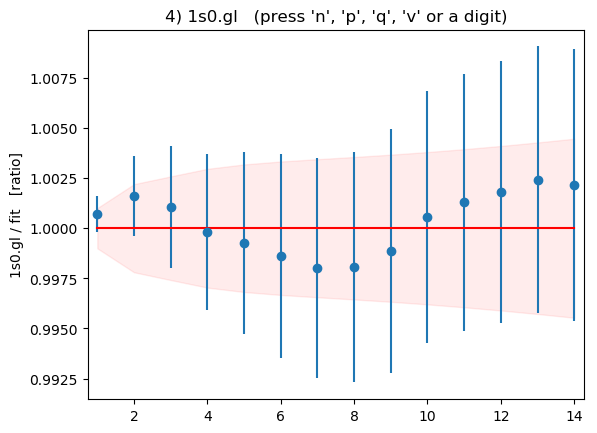 4) 1s0.gl   (press 'n', 'p', 'q', 'v' or a digit)
1s0.gl / fit   [ratio]
1.0075
1.0050
1.0025
1.0000
0.9975
0.9950
0.9925
2 4 6 8 10 12 14